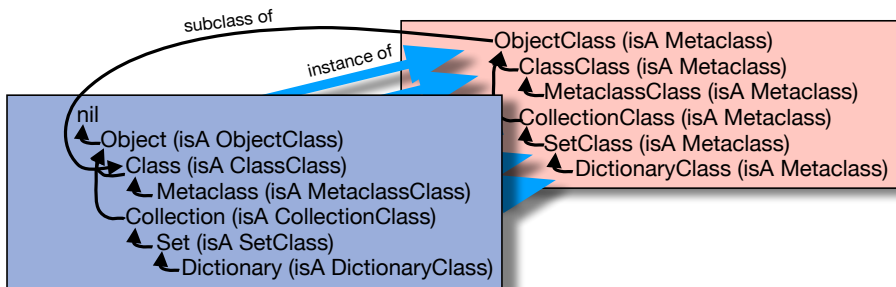 subclass of
instance of
ObjectClass (isA Metaclass)
ClassClass (isA Metaclass)
MetaclassClass (isA Metaclass)
CollectionClass (isA Metaclass)
SetClass (isA Metaclass)
DictionaryClass (isA Metaclass)
nil
Object (isA ObjectClass)
Class (isA ClassClass)
Metaclass (isA MetaclassClass)
Collection (isA CollectionClass)
Set (isA SetClass)
Dictionary (isA DictionaryClass)